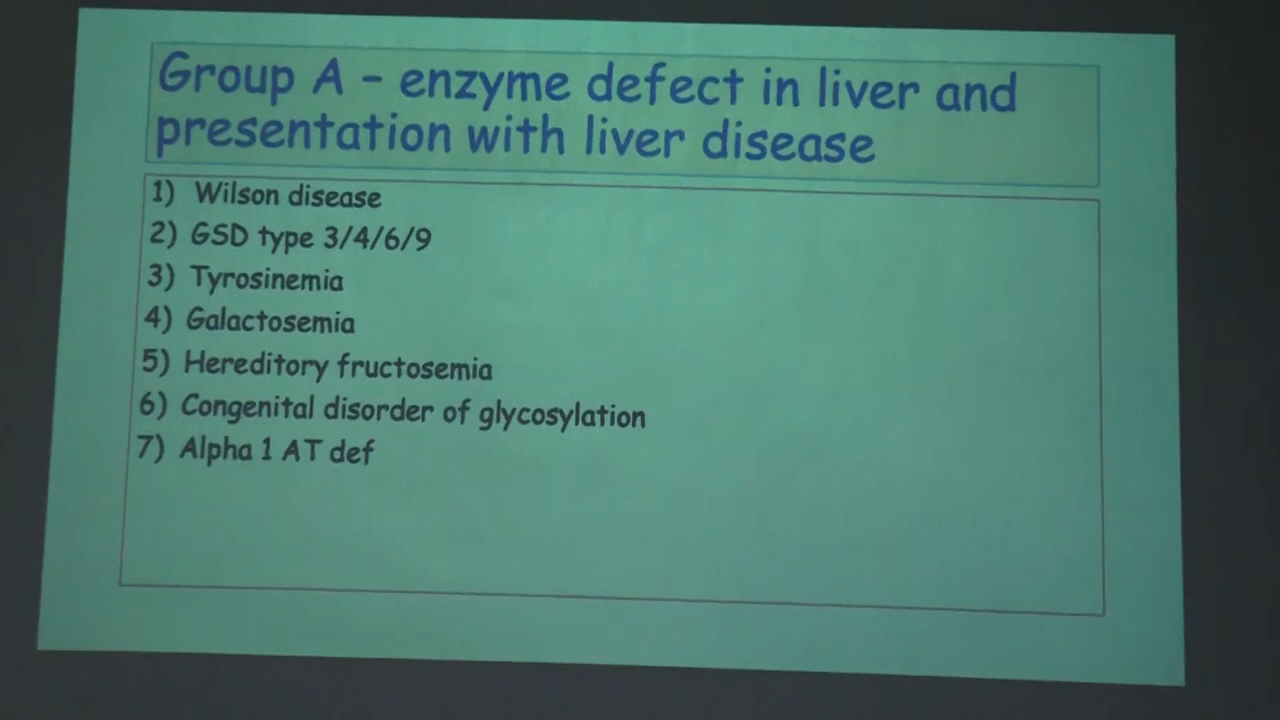 Group A – enzyme defect in liver and
presentation with liver disease
1) Wilson disease
2) GSD type 3/4/6/9
3) Tyrosinemia
4) Galactosemia
5) Hereditory fructosemia
6) Congenital disorder of glycosylation
7) Alpha 1 AT def